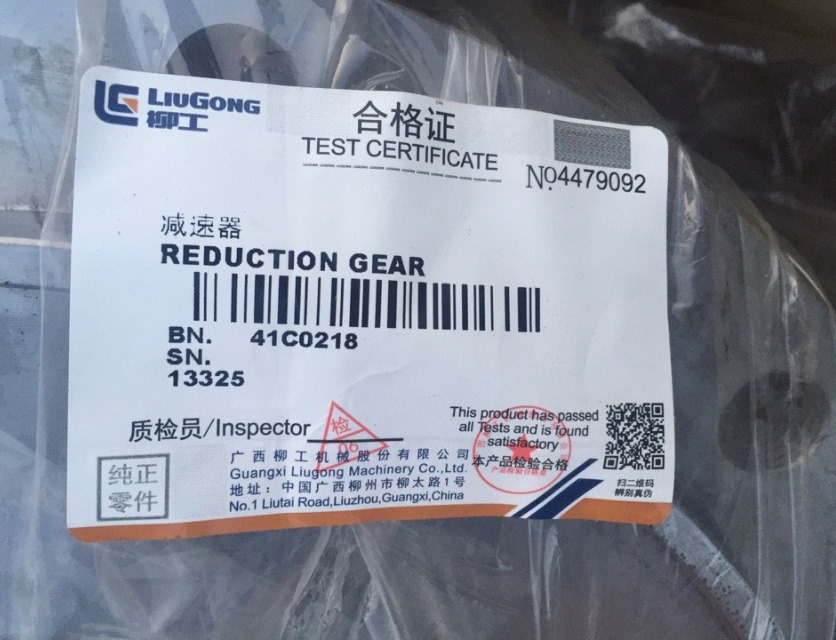 LG LIUGONG
柳工
合格证
TEST CERTIFICATE
№4479092
减速器
REDUCTION GEAR
BN. 41C0218
SN.
13325
质检员/Inspector
检
06
This product has passed
all Tests and is found
satisfactory
本产品检验合格
纯正
零件
广西柳工机械股份有限公司
Guangxi Liugong Machinery Co.,Ltd.
地址：中国广西柳州市柳太路1号
No.1 Liutai Road,Liuzhou,Guangxi,China
扫二维码
辨别真伪